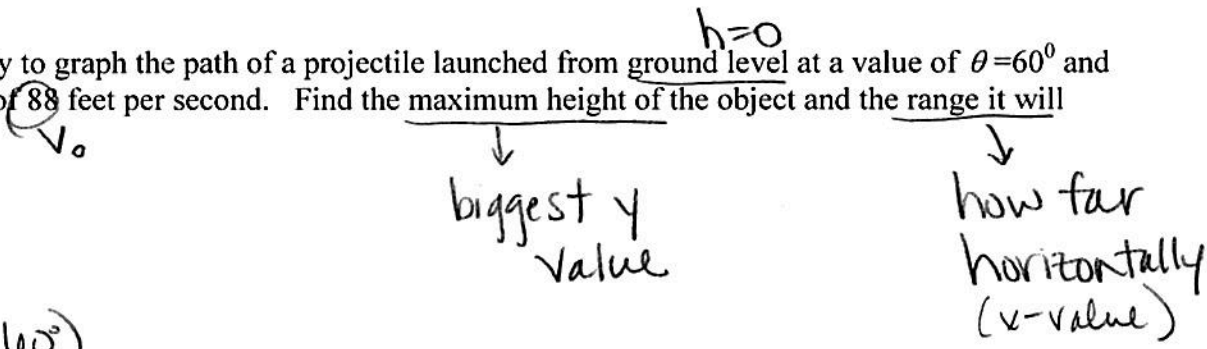 h=0
y to graph the path of a projectile launched from ground level at a value of θ=60⁰ and
of 88 feet per second. Find the maximum height of the object and the range it will
V₀
biggest y
value
how far
horizontally
(x-value)
60°)